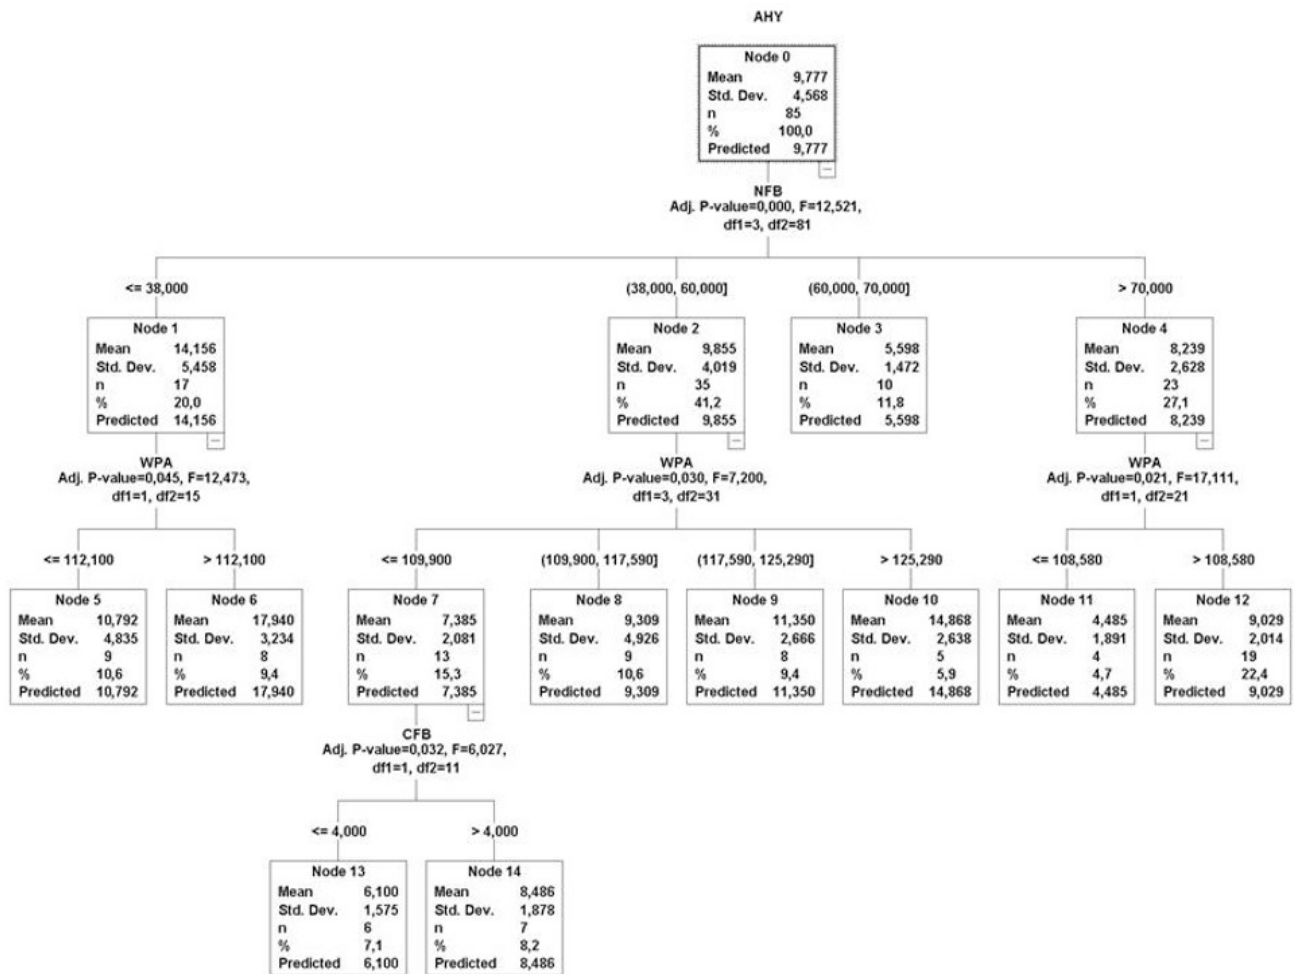 AHY
Node 0
Mean 9,777
Std. Dev. 4,568
n 85
% 100,0
Predicted 9,777
NFB
Adj. P-value=0,000, F=12,521,
df1=3, df2=81
<= 38,000
(38,000, 60,000]
(60,000, 70,000]
> 70,000
Node 1
Mean 14,156
Std. Dev. 5,458
n 17
% 20,0
Predicted 14,156
Node 2
Mean 9,855
Std. Dev. 4,019
n 35
% 41,2
Predicted 9,855
Node 3
Mean 5,598
Std. Dev. 1,472
n 10
% 11,8
Predicted 5,598
Node 4
Mean 8,239
Std. Dev. 2,628
n 23
% 27,1
Predicted 8,239
WPA
Adj. P-value=0,045, F=12,473,
df1=1, df2=15
WPA
Adj. P-value=0,030, F=7,200,
df1=3, df2=31
WPA
Adj. P-value=0,021, F=17,111,
df1=1, df2=21
<= 112,100
> 112,100
<= 109,900
(109,900, 117,590]
(117,590, 125,290]
> 125,290
<= 108,580
> 108,580
Node 5
Mean 10,792
Std. Dev. 4,835
n 9
% 10,6
Predicted 10,792
Node 6
Mean 17,940
Std. Dev. 3,234
n 8
% 9,4
Predicted 17,940
Node 7
Mean 7,385
Std. Dev. 2,081
n 13
% 15,3
Predicted 7,385
Node 8
Mean 9,309
Std. Dev. 4,926
n 9
% 10,6
Predicted 9,309
Node 9
Mean 11,350
Std. Dev. 2,666
n 8
% 9,4
Predicted 11,350
Node 10
Mean 14,868
Std. Dev. 2,638
n 5
% 5,9
Predicted 14,868
Node 11
Mean 4,485
Std. Dev. 1,891
n 4
% 4,7
Predicted 4,485
Node 12
Mean 9,029
Std. Dev. 2,014
n 19
% 22,4
Predicted 9,029
CFB
Adj. P-value=0,032, F=6,027,
df1=1, df2=11
<= 4,000
> 4,000
Node 13
Mean 6,100
Std. Dev. 1,575
n 6
% 7,1
Predicted 6,100
Node 14
Mean 8,486
Std. Dev. 1,878
n 7
% 8,2
Predicted 8,486